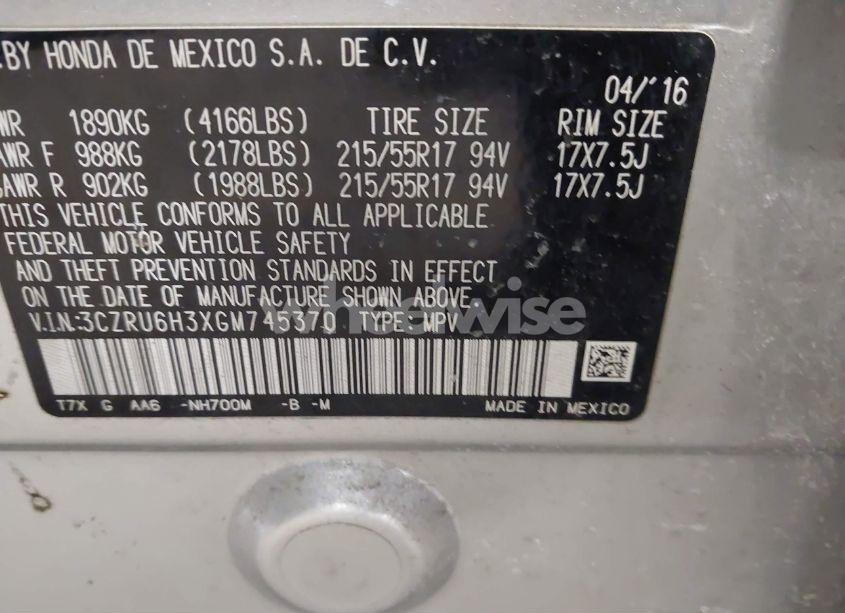 .BY HONDA DE MEXICO S.A. DE C.V.
04/'16
WR 1890KG (4166LBS) TIRE SIZE RIM SIZE
AWR F 988KG (2178LBS) 215/55R17 94V 17X7.5J
GAWR R 902KG (1988LBS) 215/55R17 94V 17X7.5J
THIS VEHICLE CONFORMS TO ALL APPLICABLE
FEDERAL MOTOR VEHICLE SAFETY
AND THEFT PREVENTION STANDARDS IN EFFECT
ON THE DATE OF MANUFACTURE SHOWN ABOVE.
V.I.N.:3CZRU6H3XGM745370 TYPE: MPV
T7X G AA6 -NH700M -B -M MADE IN MEXICO
wheelwise